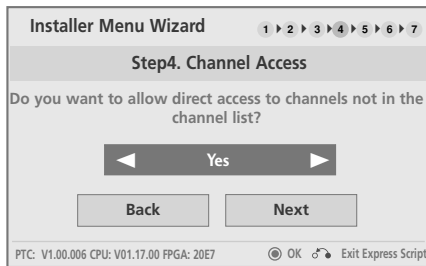 Installer Menu Wizard
1 2 3 4 5 6 7
Step4. Channel Access
Do you want to allow direct access to channels not in the
channel list?
Yes
Back Next
PTC: V1.00.006 CPU: V01.17.00 FPGA: 20E7 OK Exit Express Script